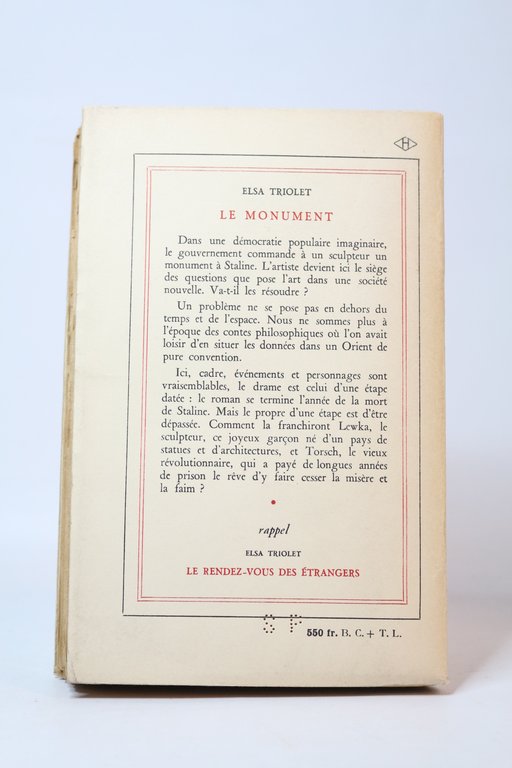 H
ELSA TRIOLET
LE MONUMENT
Dans une démocratie populaire imaginaire,
le gouvernement commande à un sculpteur un
monument à Staline. L'artiste devient ici le siège
des questions que pose l'art dans une société
nouvelle. Va-t-il les résoudre ?
Un problème ne se pose pas en dehors du
temps et de l'espace. Nous ne sommes plus à
l'époque des contes philosophiques où l'on avait
loisir d'en situer les données dans un Orient de
pure convention.
Ici, cadre, événements et personnages sont
vraisemblables, le drame est celui d'une étape
datée : le roman se termine l'année de la mort
de Staline. Mais le propre d'une étape est d'être
dépassée. Comment la franchiront Lewka, le
sculpteur, ce joyeux garçon né d'un pays de
statues et d'architectures, et Torsch, le vieux
révolutionnaire, qui a payé de longues années
de prison le rêve d'y faire cesser la misère et
la faim ?
rappel
ELSA TRIOLET
LE RENDEZ-VOUS DES ÉTRANGERS
S P
550 fr. B. C. + T. L.